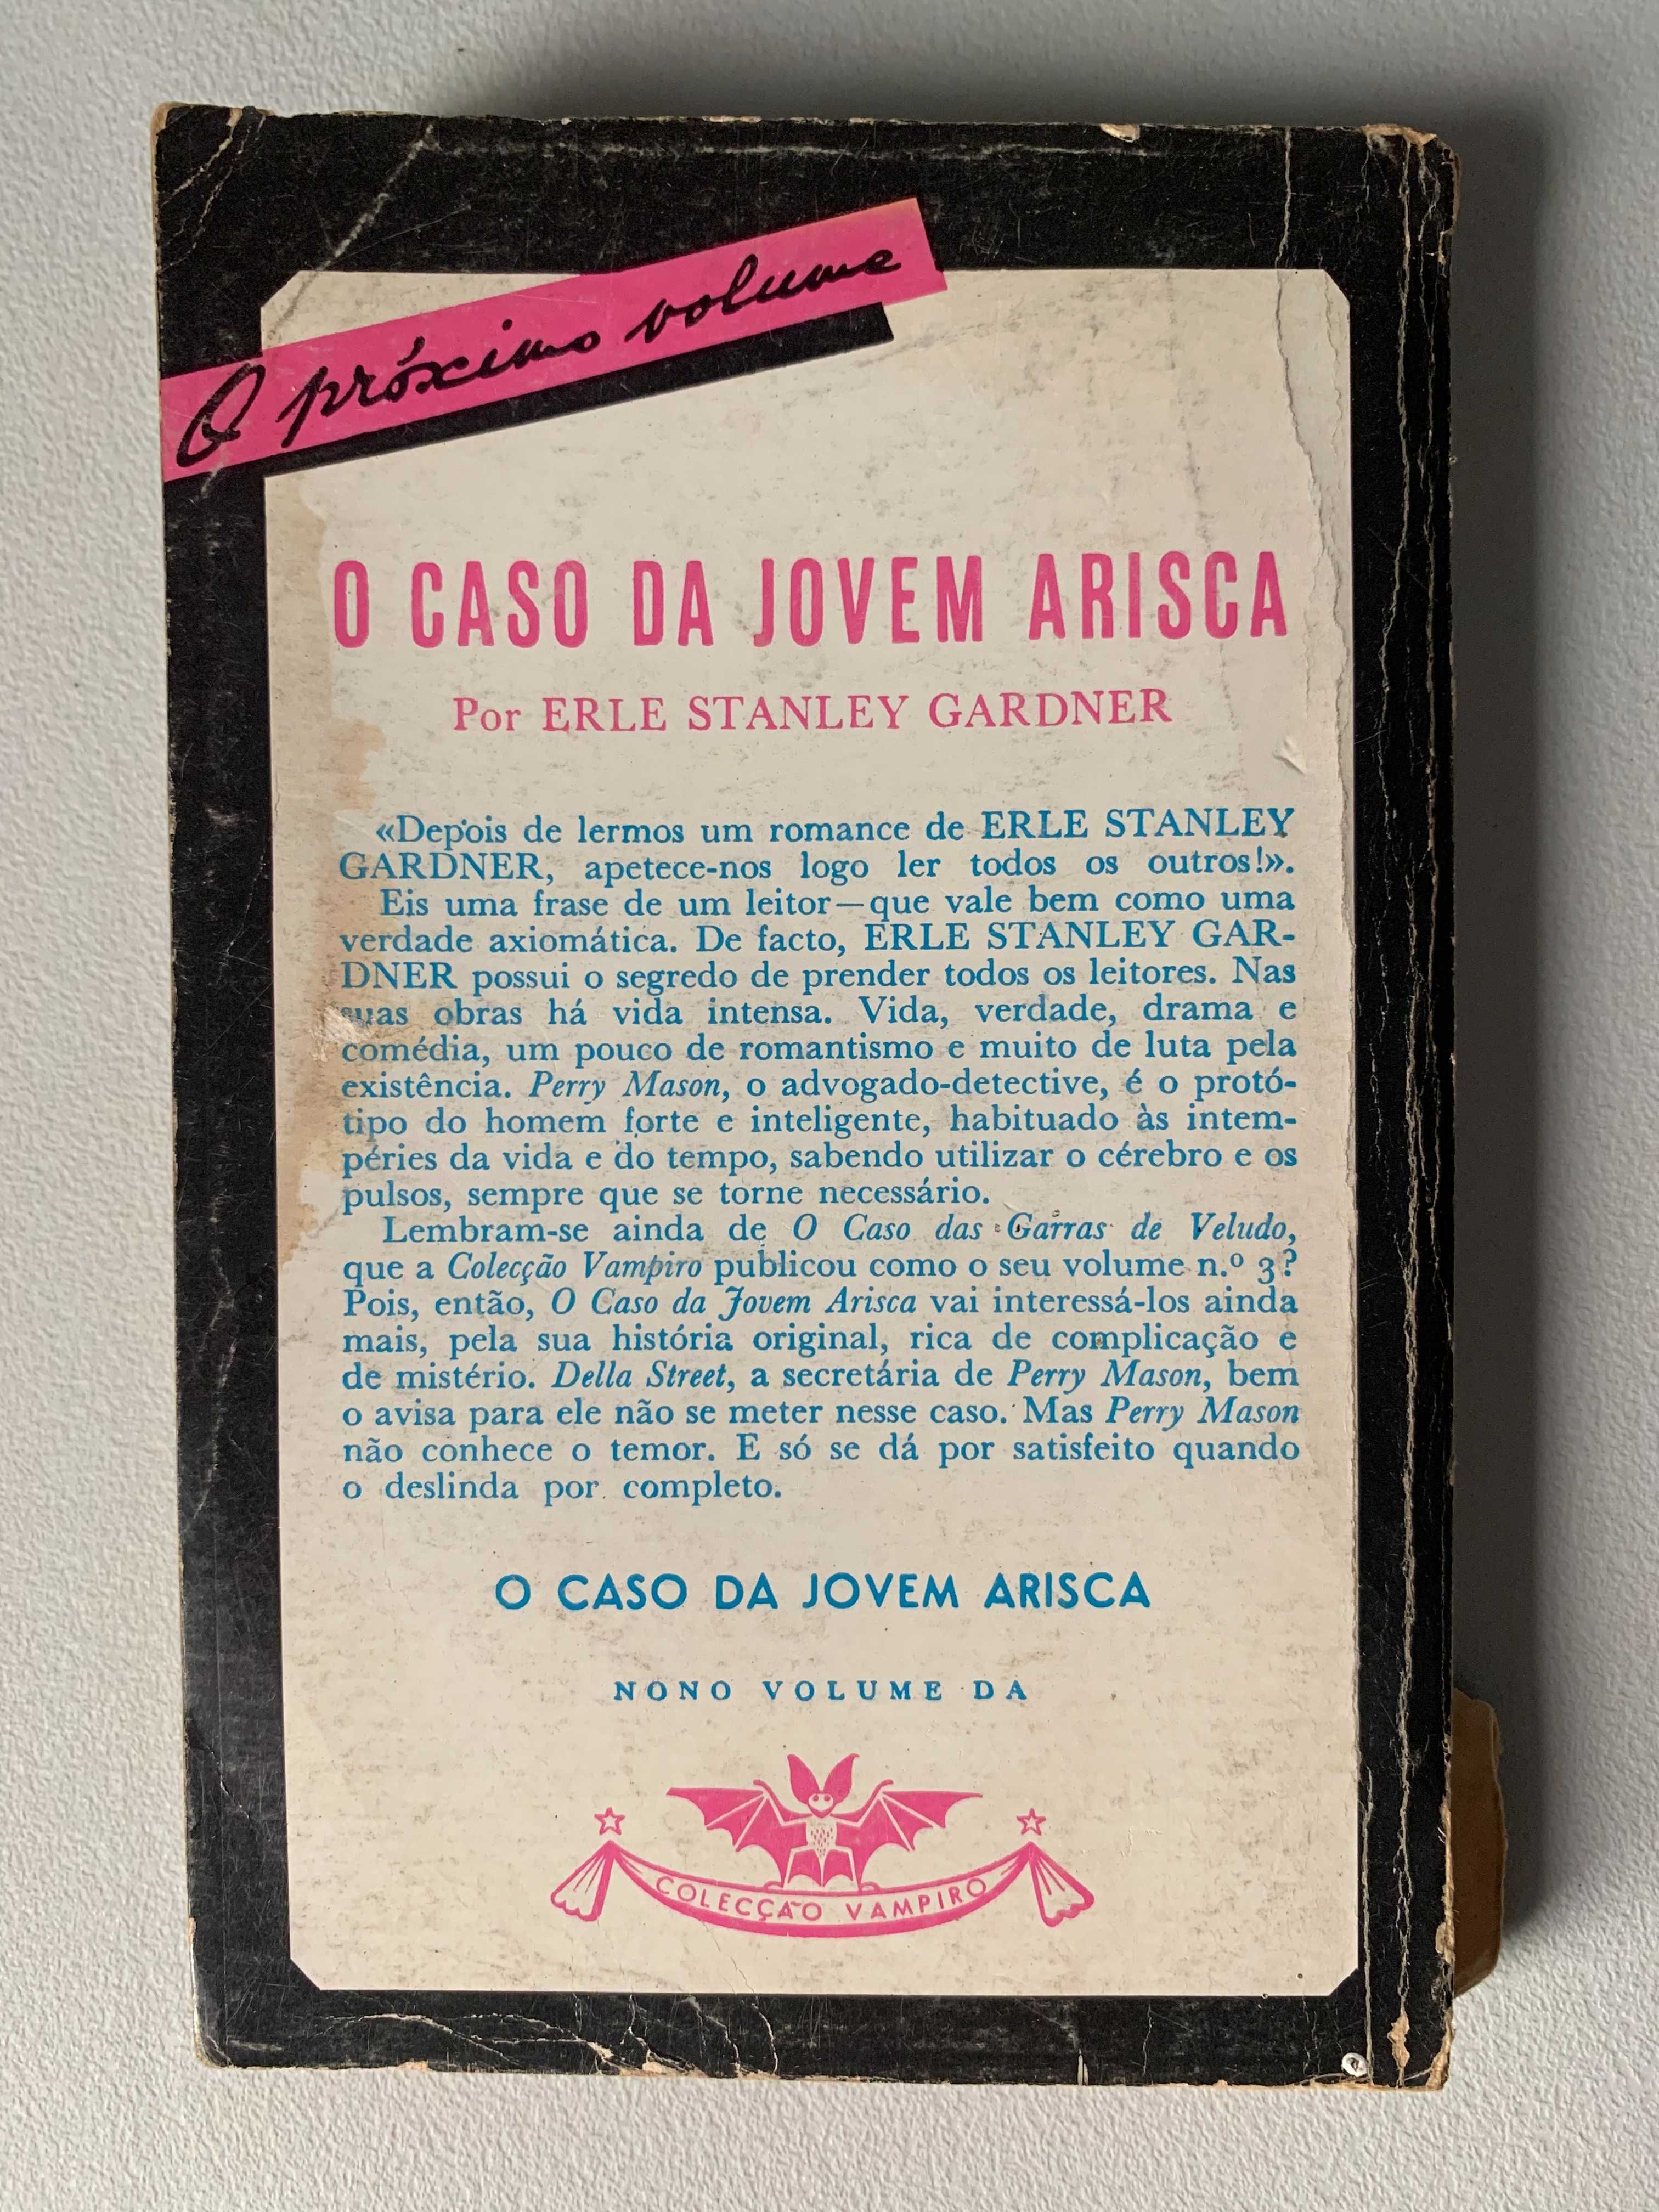 O próximo volume
O CASO DA JOVEM ARISCA
Por ERLE STANLEY GARDNER
«Depois de lermos um romance de ERLE STANLEY
GARDNER, apetece-nos logo ler todos os outros!».
Eis uma frase de um leitor—que vale bem como uma
verdade axiomática. De facto, ERLE STANLEY GAR-
DNER possui o segredo de prender todos os leitores. Nas
suas obras há vida intensa. Vida, verdade, drama e
comédia, um pouco de romantismo e muito de luta pela
existência. Perry Mason, o advogado-detective, é o protó-
tipo do homem forte e inteligente, habituado às intem-
péries da vida e do tempo, sabendo utilizar o cérebro e os
pulsos, sempre que se torne necessário.
Lembram-se ainda de O Caso das Garras de Veludo,
que a Colecção Vampiro publicou como o seu volume n.º 3?
Pois, então, O Caso da Jovem Arisca vai interessá-los ainda
mais, pela sua história original, rica de complicação e
de mistério. Della Street, a secretária de Perry Mason, bem
o avisa para ele não se meter nesse caso. Mas Perry Mason
não conhece o temor. E só se dá por satisfeito quando
o deslinda por completo.
O CASO DA JOVEM ARISCA
NONO VOLUME DA
COLECÇÃO VAMPIRO